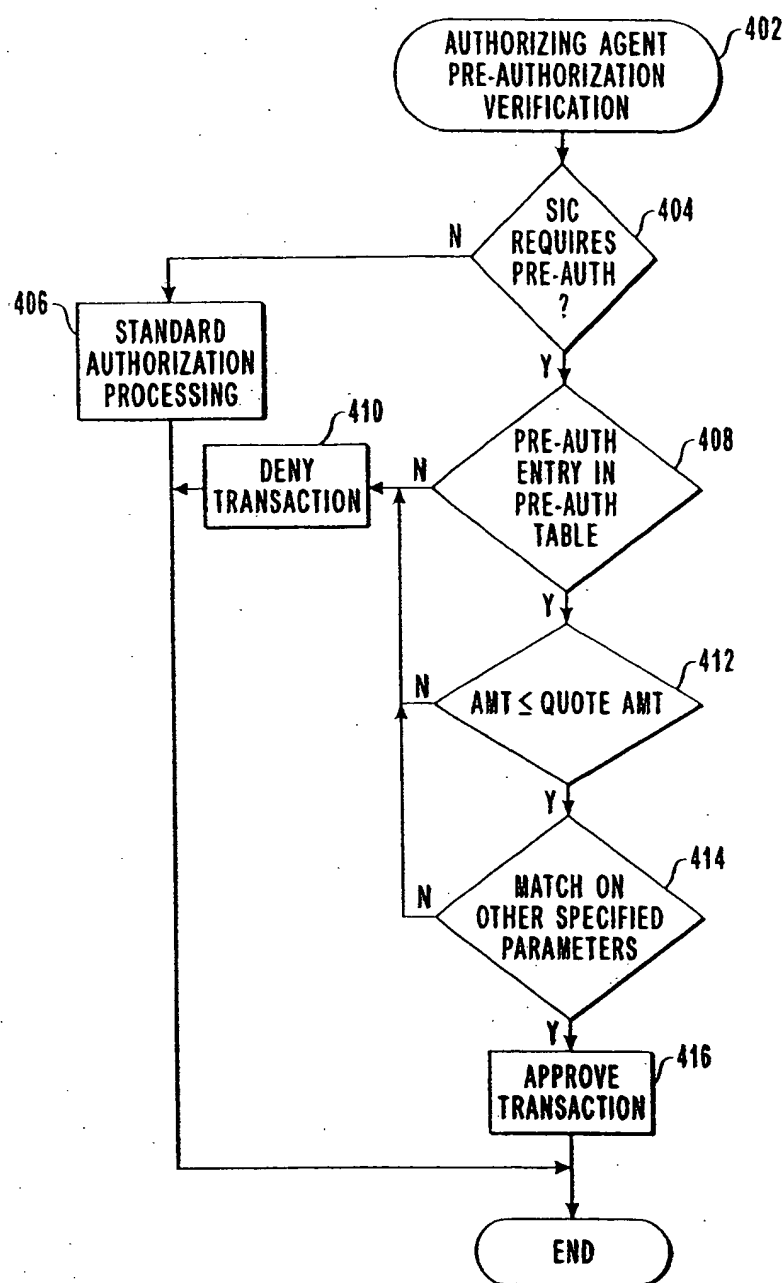 AUTHORIZING AGENT
PRE-AUTHORIZATION
VERIFICATION
402
SIC
REQUIRES
PRE-AUTH
?
404
N
Y
406
STANDARD
AUTHORIZATION
PROCESSING
410
DENY
TRANSACTION
N
PRE-AUTH
ENTRY IN
PRE-AUTH
TABLE
408
Y
N
AMT ≤ QUOTE AMT
412
Y
N
MATCH ON
OTHER SPECIFIED
PARAMETERS
414
Y
APPROVE
TRANSACTION
416
END